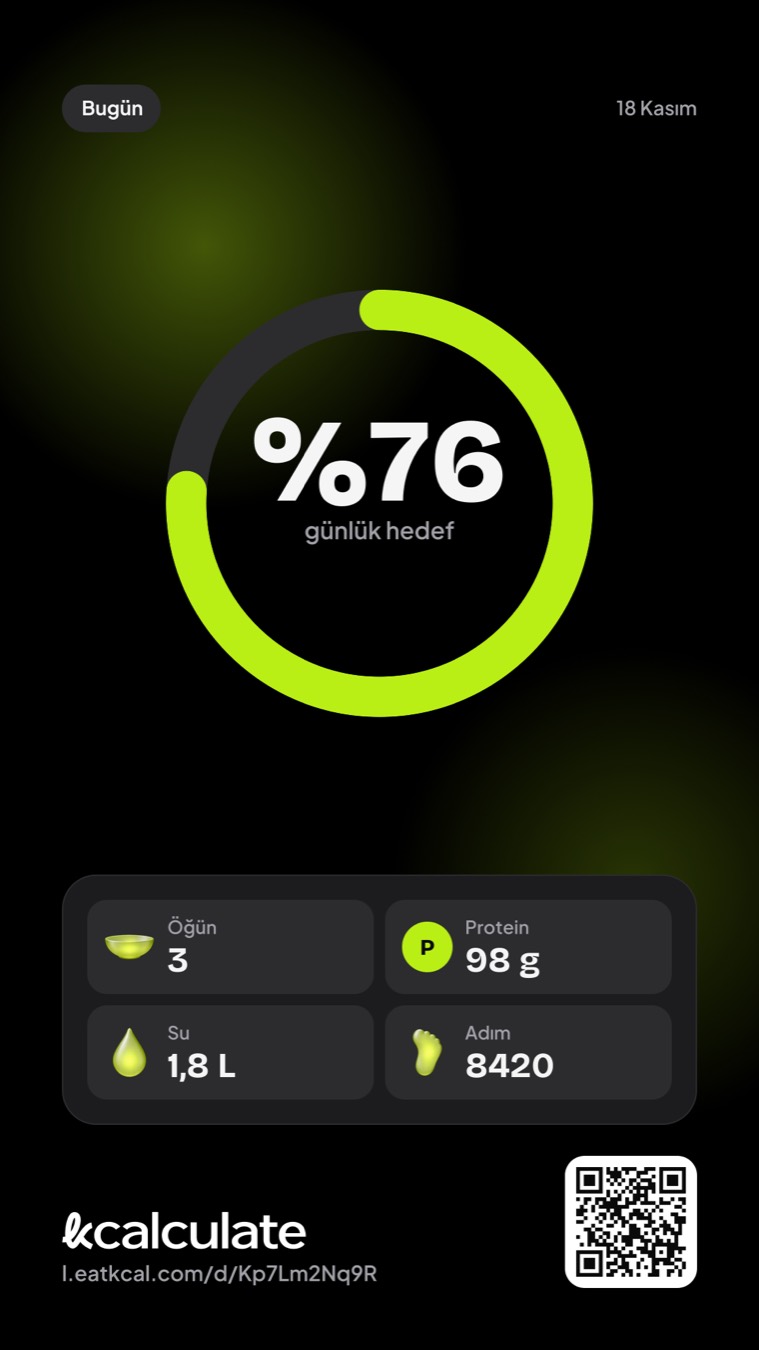 Bugün
18 Kasım
%76
günlük hedef
Öğün
3
P
Protein
98 g
Su
1,8 L
Adım
8420
kcalculate
l.eatkcal.com/d/Kp7Lm2Nq9R